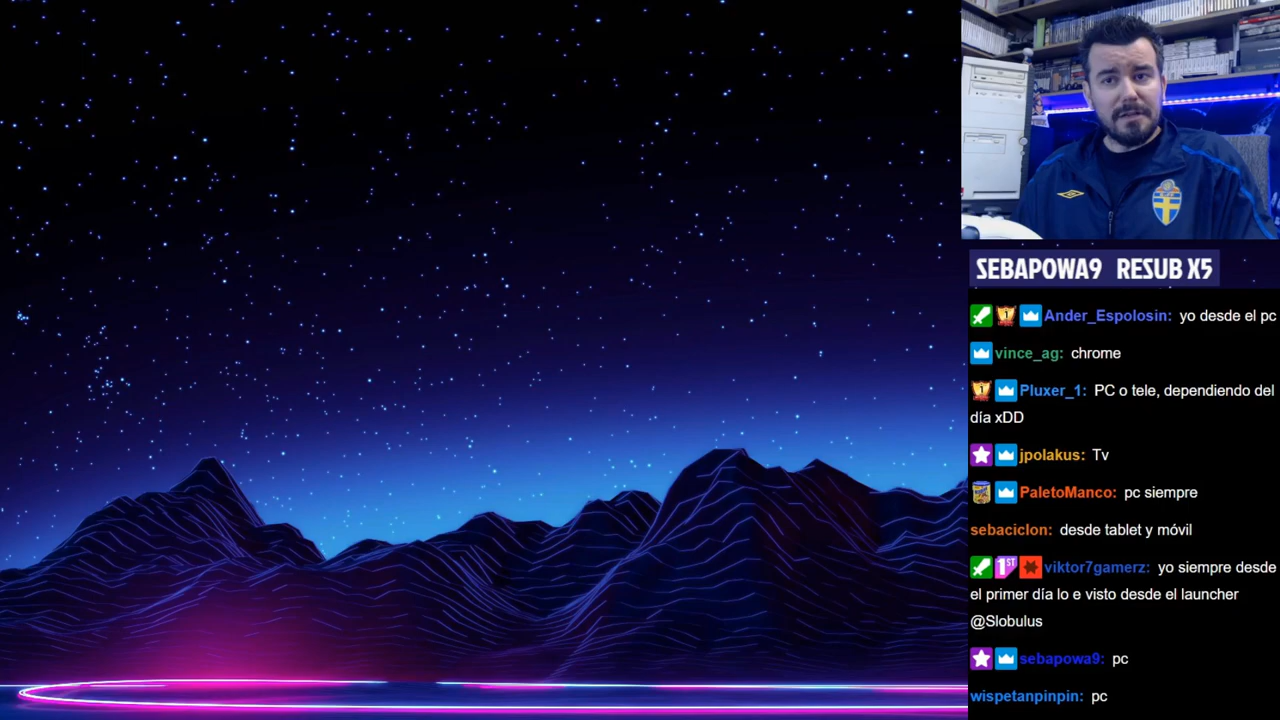 SEBAPOWA9 RESUB X5
Ander_Espolosin: yo desde el pc
vince_ag: chrome
Pluxer_1: PC o tele, dependiendo del
día xDD
jpolakus: Tv
PaletoManco: pc siempre
sebaciclon: desde tablet y móvil
viktor7gamerz: yo siempre desde
el primer día lo e visto desde el launcher
@Slobulus
sebapowa9: pc
wispetanpinpin: pc